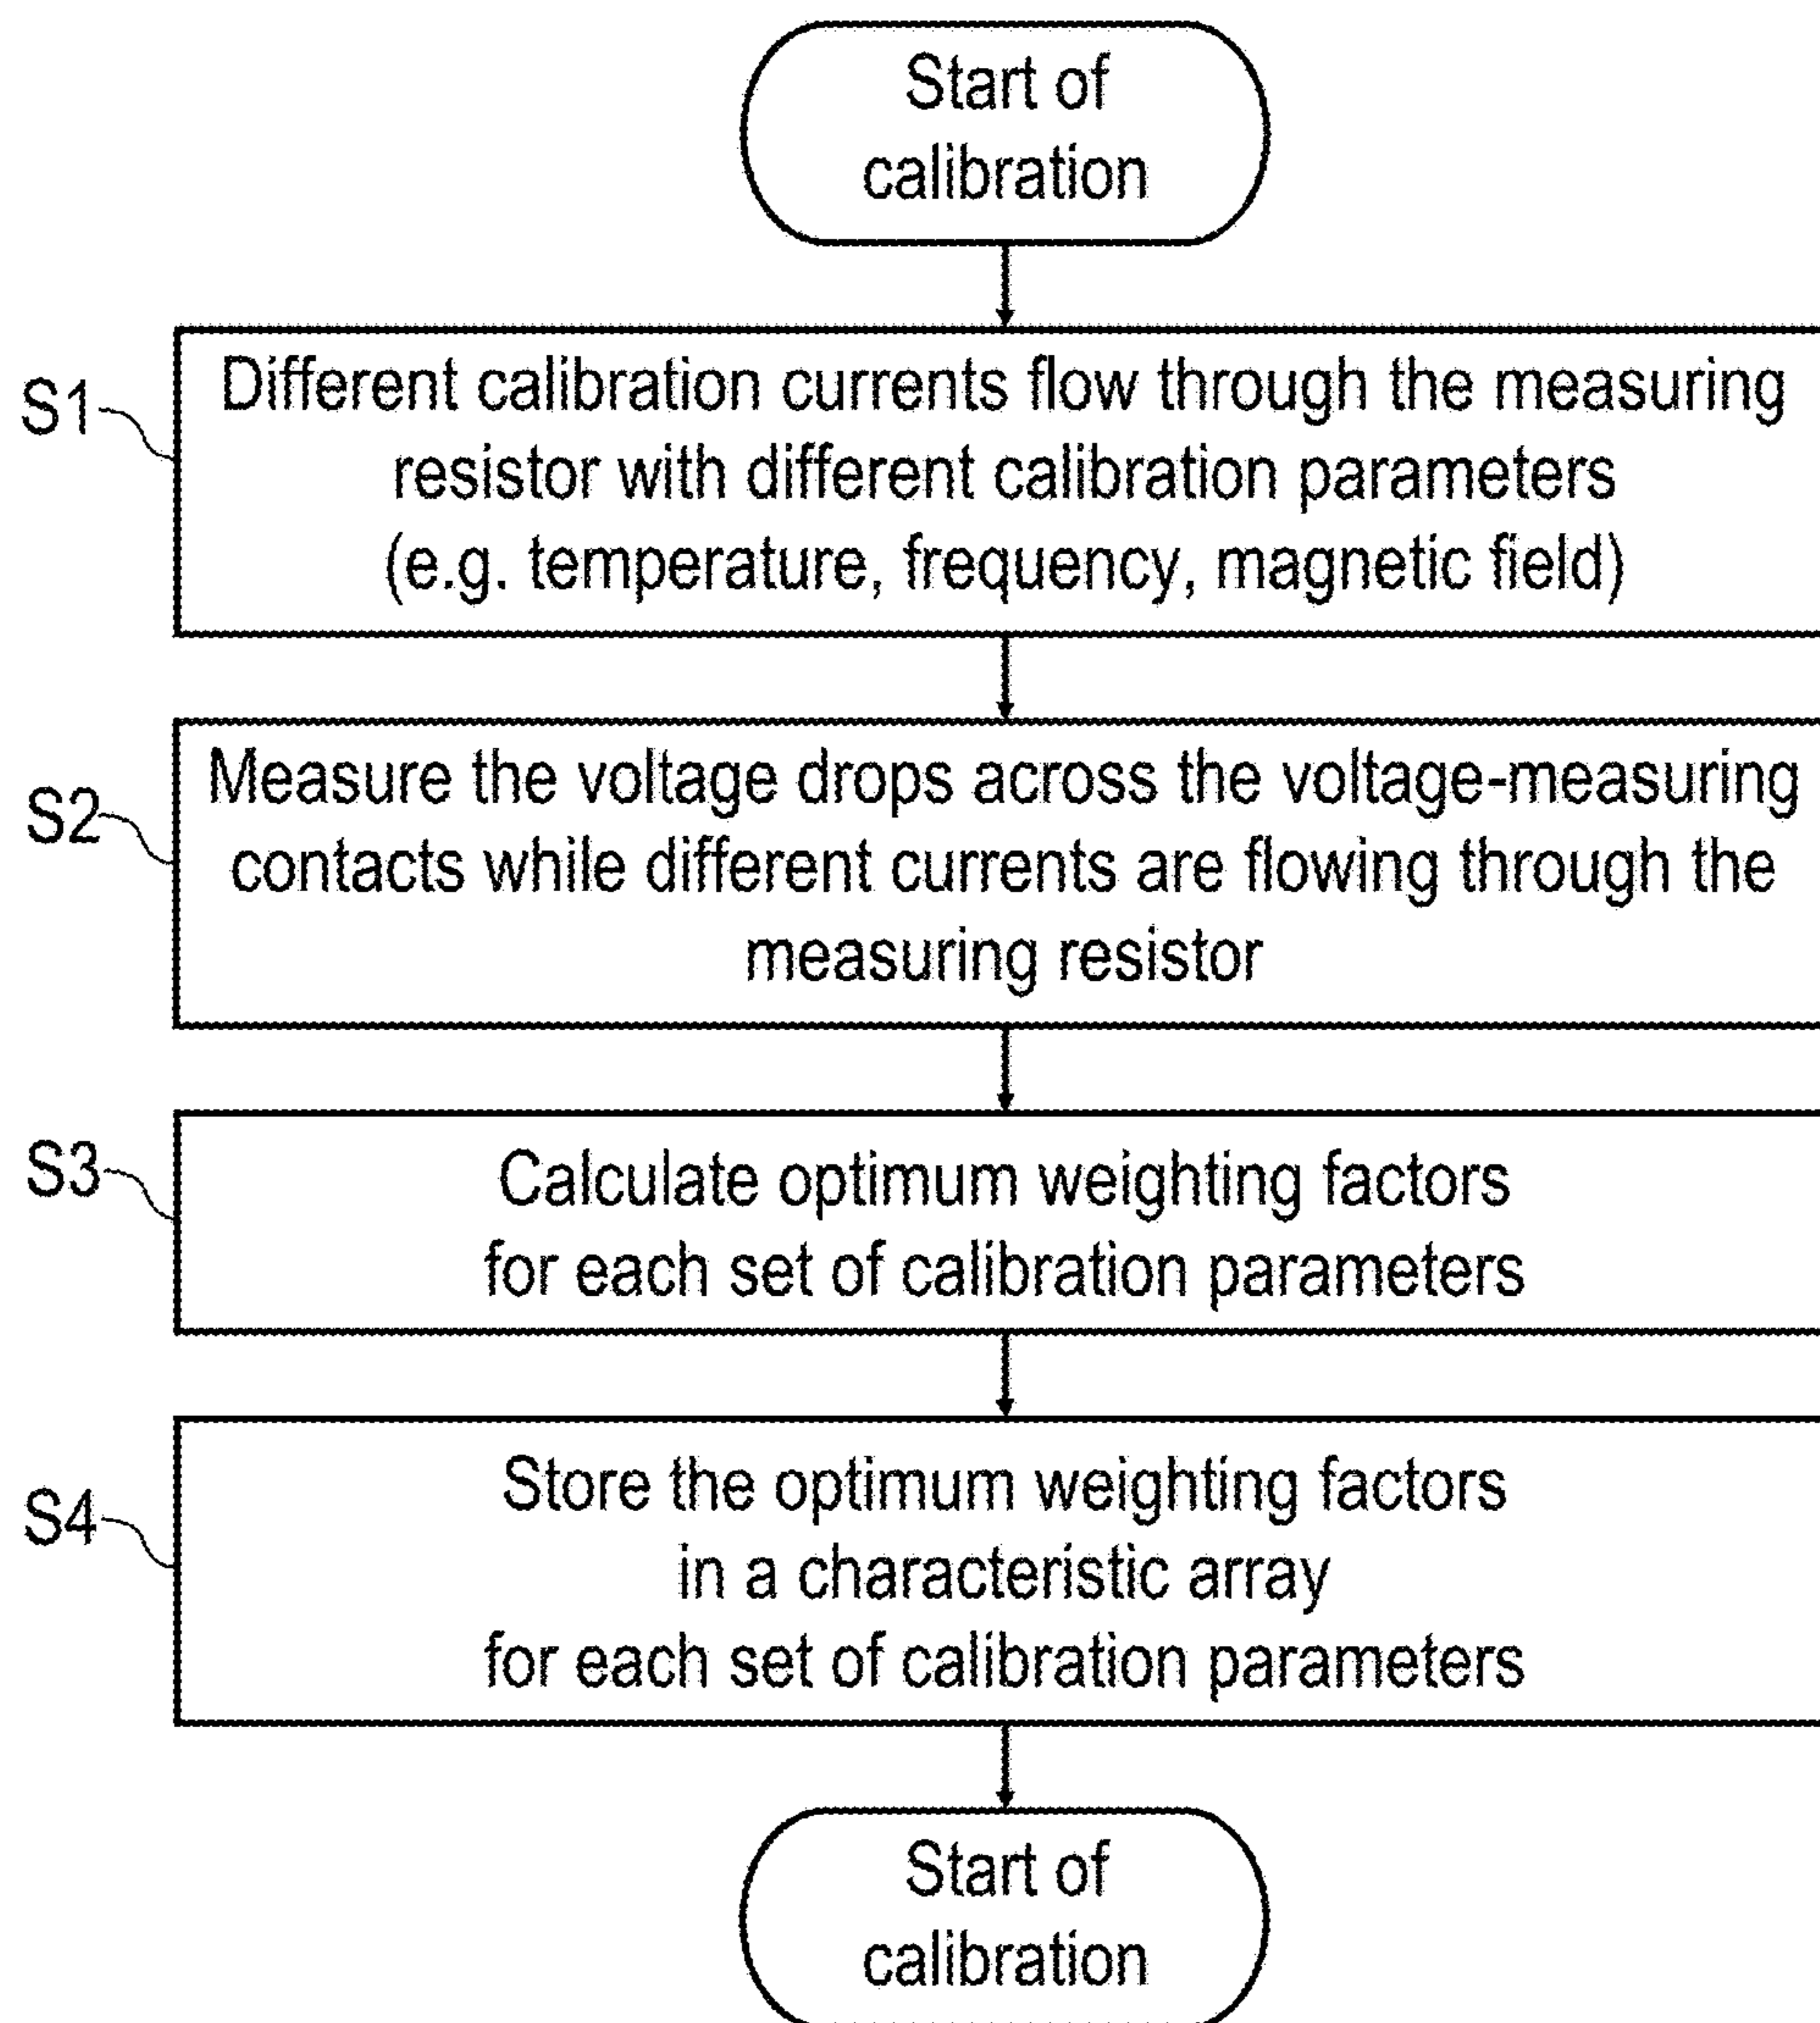 Start of
calibration
S1
Different calibration currents flow through the measuring
resistor with different calibration parameters
(e.g. temperature, frequency, magnetic field)
S2
Measure the voltage drops across the voltage-measuring
contacts while different currents are flowing through the
measuring resistor
S3
Calculate optimum weighting factors
for each set of calibration parameters
S4
Store the optimum weighting factors
in a characteristic array
for each set of calibration parameters
Start of
calibration